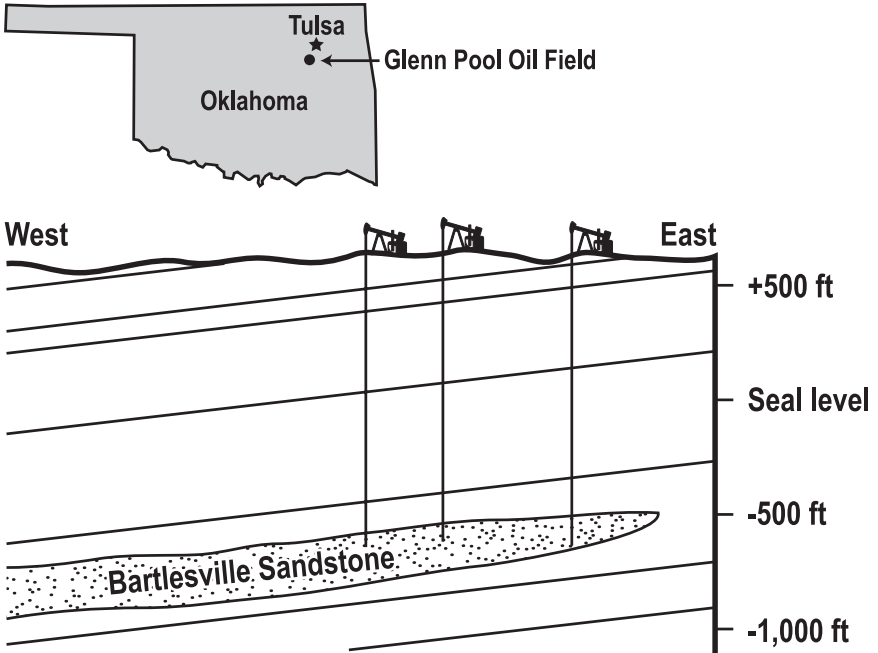 Tulsa
Glenn Pool Oil Field
Oklahoma
West
East
+500 ft
Seal level
-500 ft
Bartlesville Sandstone
-1,000 ft